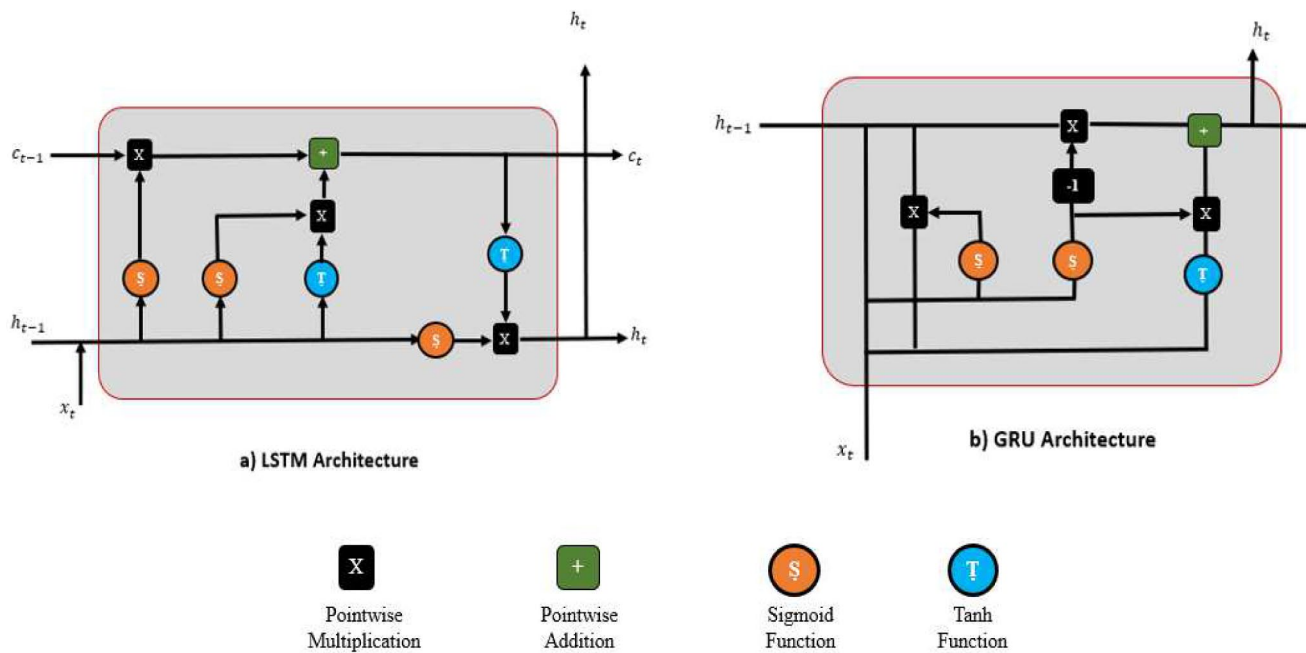 h_t
c_{t-1}
X
+
c_t
X
Ṣ
Ṣ
Ṭ
Ṭ
h_{t-1}
Ṣ
X
h_t
x_t
a) LSTM Architecture
h_t
h_{t-1}
X
+
-1
X
X
Ṣ
Ṣ
Ṭ
x_t
b) GRU Architecture
X
Pointwise
Multiplication
+
Pointwise
Addition
Ṣ
Sigmoid
Function
Ṭ
Tanh
Function